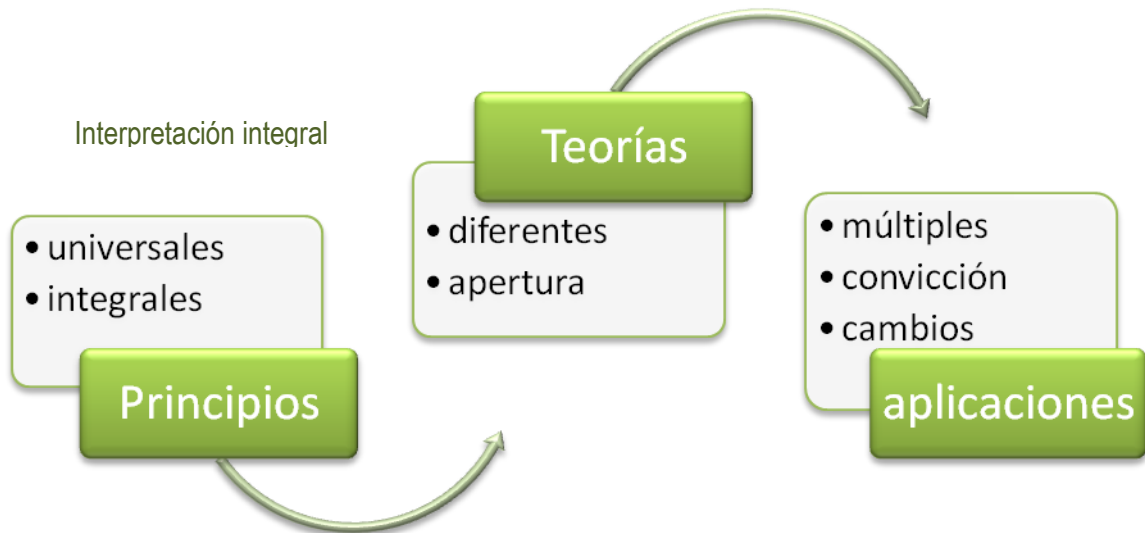 Interpretación integral
• universales
• integrales
Principios
Teorías
• diferentes
• apertura
• múltiples
• convicción
• cambios
aplicaciones